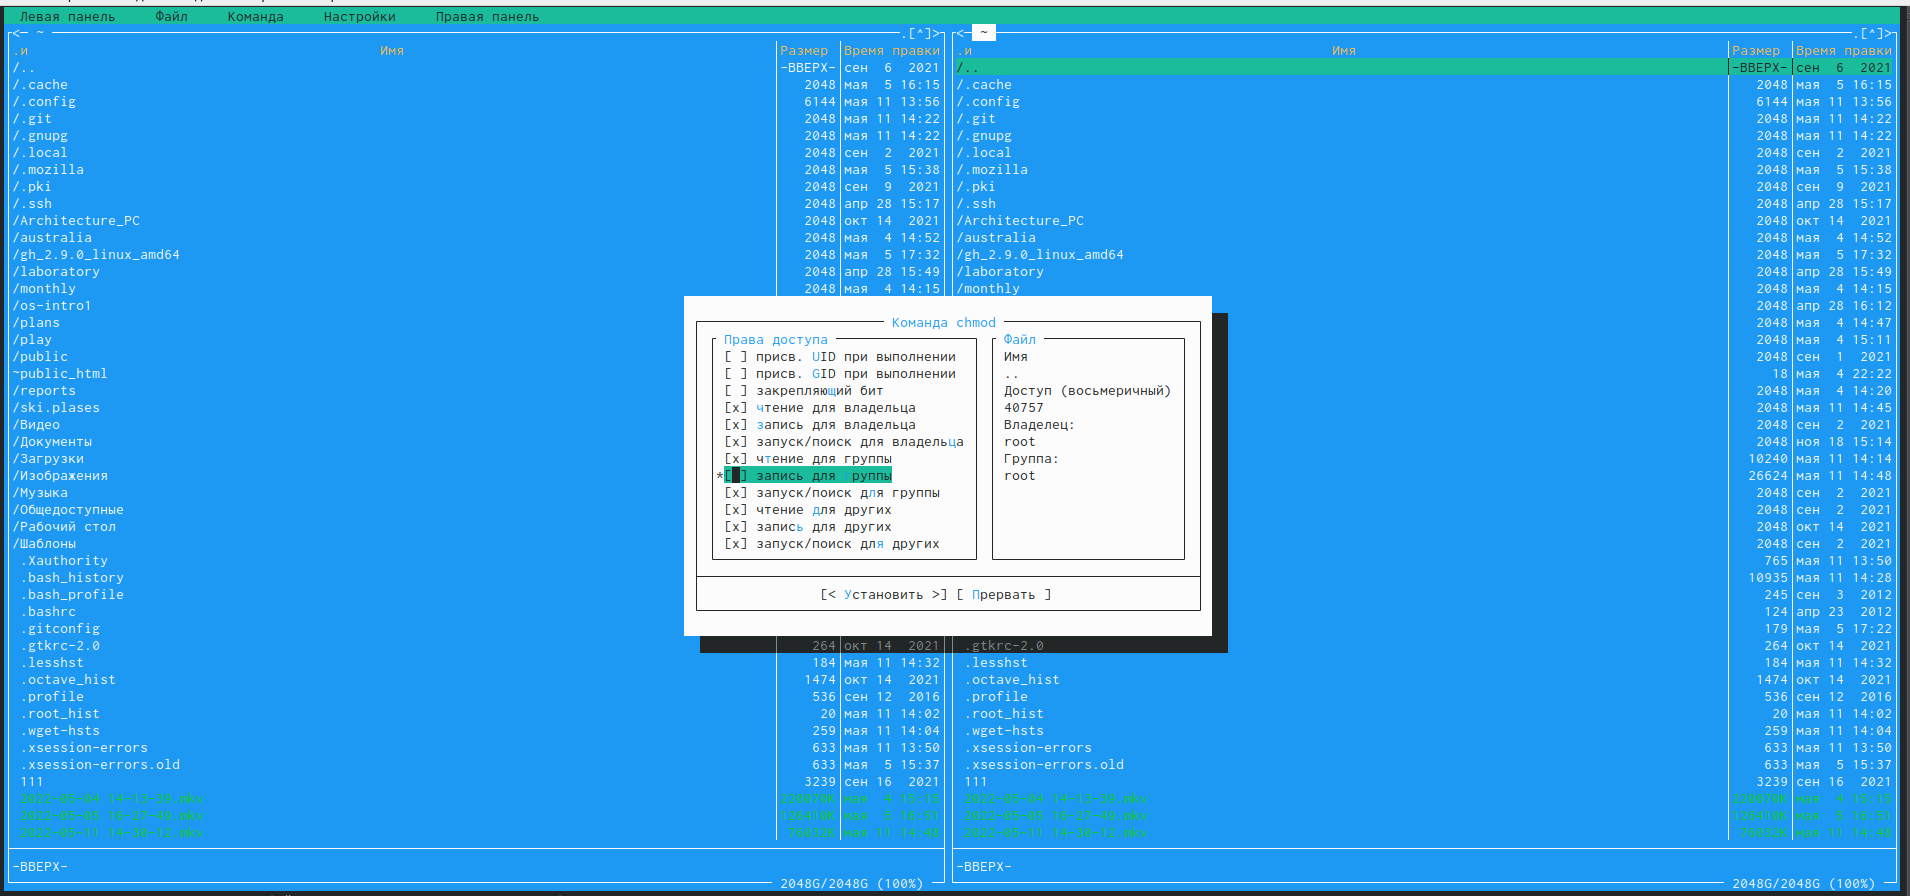 Левая панель Файл Команда Настройки Правая панель
<— ~ .[^]>
.и Имя Размер Время правки
/.. -ВВЕРХ- сен 6 2021
/.cache 2048 мая 5 16:15
/.config 6144 мая 11 13:56
/.git 2048 мая 11 14:22
/.gnupg 2048 мая 11 14:22
/.local 2048 сен 2 2021
/.mozilla 2048 мая 5 15:38
/.pki 2048 сен 9 2021
/.ssh 2048 апр 28 15:17
/Architecture_PC 2048 окт 14 2021
/australia 2048 мая 4 14:52
/gh_2.9.0_linux_amd64 2048 мая 5 17:32
/laboratory 2048 апр 28 15:49
/monthly 2048 мая 4 14:15
/os-intro1
/plans
/play
/public
~public_html
/reports
/ski.plases
/Видео
/Документы
/Загрузки
/Изображения
/Музыка
/Общедоступные
/Рабочий стол
/Шаблоны
.Xauthority
.bash_history
.bash_profile
.bashrc
.gitconfig
.gtkrc-2.0 264 окт 14 2021
.lesshst 184 мая 11 14:32
.octave_hist 1474 окт 14 2021
.profile 536 сен 12 2016
.root_hist 20 мая 11 14:02
.wget-hsts 259 мая 11 14:04
.xsession-errors 633 мая 11 13:50
.xsession-errors.old 633 мая 5 15:37
111 3239 сен 16 2021
-ВВЕРХ-
2048G/2048G (100%)
Команда chmod
Права доступа
[ ] присв. UID при выполнении
[ ] присв. GID при выполнении
[ ] закрепляющий бит
[x] чтение для владельца
[x] запись для владельца
[x] запуск/поиск для владельца
[x] чтение для группы
*[ ] запись для группы
[x] запуск/поиск для группы
[x] чтение для других
[x] запись для других
[x] запуск/поиск для других
Файл
Имя
..
Доступ (восьмеричный)
40757
Владелец:
root
Группа:
root
[< Установить >] [ Прервать ]
<— ~ .[^]>
.и Имя Размер Время правки
/.. -ВВЕРХ- сен 6 2021
/.cache 2048 мая 5 16:15
/.config 6144 мая 11 13:56
/.git 2048 мая 11 14:22
/.gnupg 2048 мая 11 14:22
/.local 2048 сен 2 2021
/.mozilla 2048 мая 5 15:38
/.pki 2048 сен 9 2021
/.ssh 2048 апр 28 15:17
/Architecture_PC 2048 окт 14 2021
/australia 2048 мая 4 14:52
/gh_2.9.0_linux_amd64 2048 мая 5 17:32
/laboratory 2048 апр 28 15:49
/monthly 2048 мая 4 14:15
2048 апр 28 16:12
2048 мая 4 14:47
2048 мая 4 15:11
2048 сен 1 2021
18 мая 4 22:22
2048 мая 4 14:20
2048 мая 11 14:45
2048 сен 2 2021
2048 ноя 18 15:14
10240 мая 11 14:14
26624 мая 11 14:48
2048 сен 2 2021
2048 сен 2 2021
2048 окт 14 2021
2048 сен 2 2021
765 мая 11 13:50
10935 мая 11 14:28
245 сен 3 2012
124 апр 23 2012
179 мая 5 17:22
.gtkrc-2.0 264 окт 14 2021
.lesshst 184 мая 11 14:32
.octave_hist 1474 окт 14 2021
.profile 536 сен 12 2016
.root_hist 20 мая 11 14:02
.wget-hsts 259 мая 11 14:04
.xsession-errors 633 мая 11 13:50
.xsession-errors.old 633 мая 5 15:37
111 3239 сен 16 2021
-ВВЕРХ-
2048G/2048G (100%)